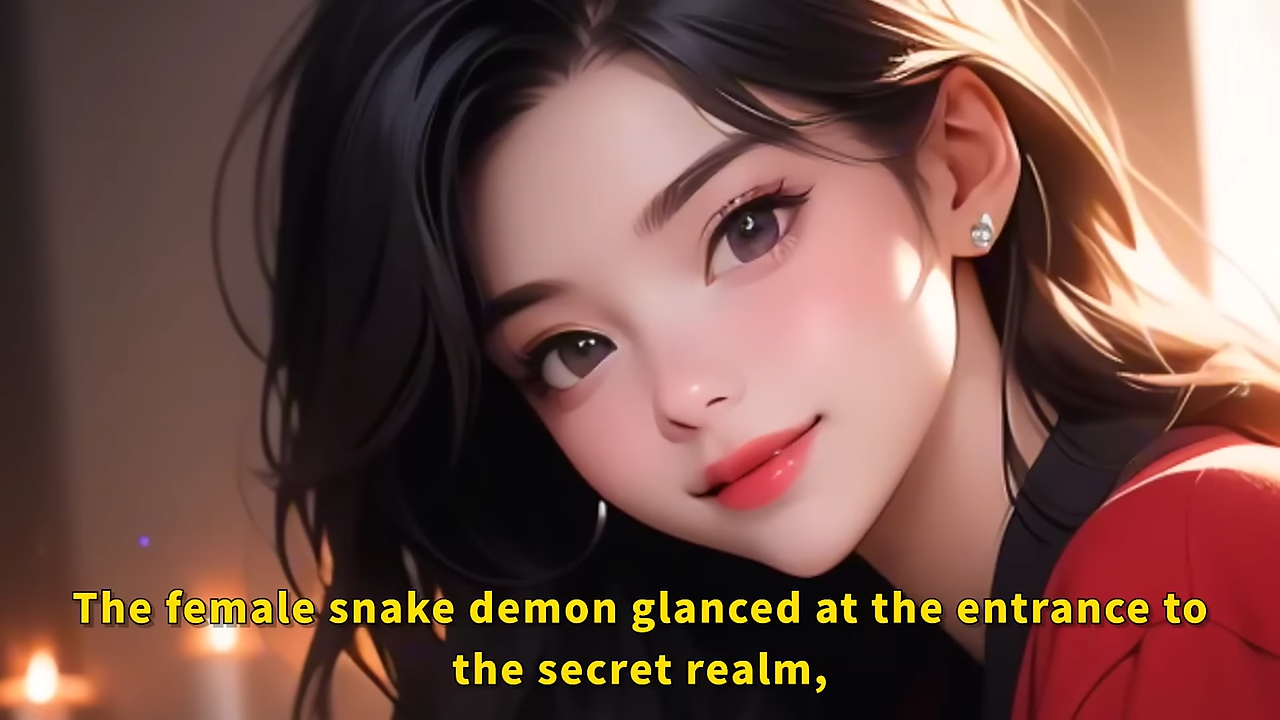 The female snake demon glanced at the entrance to
the secret realm,